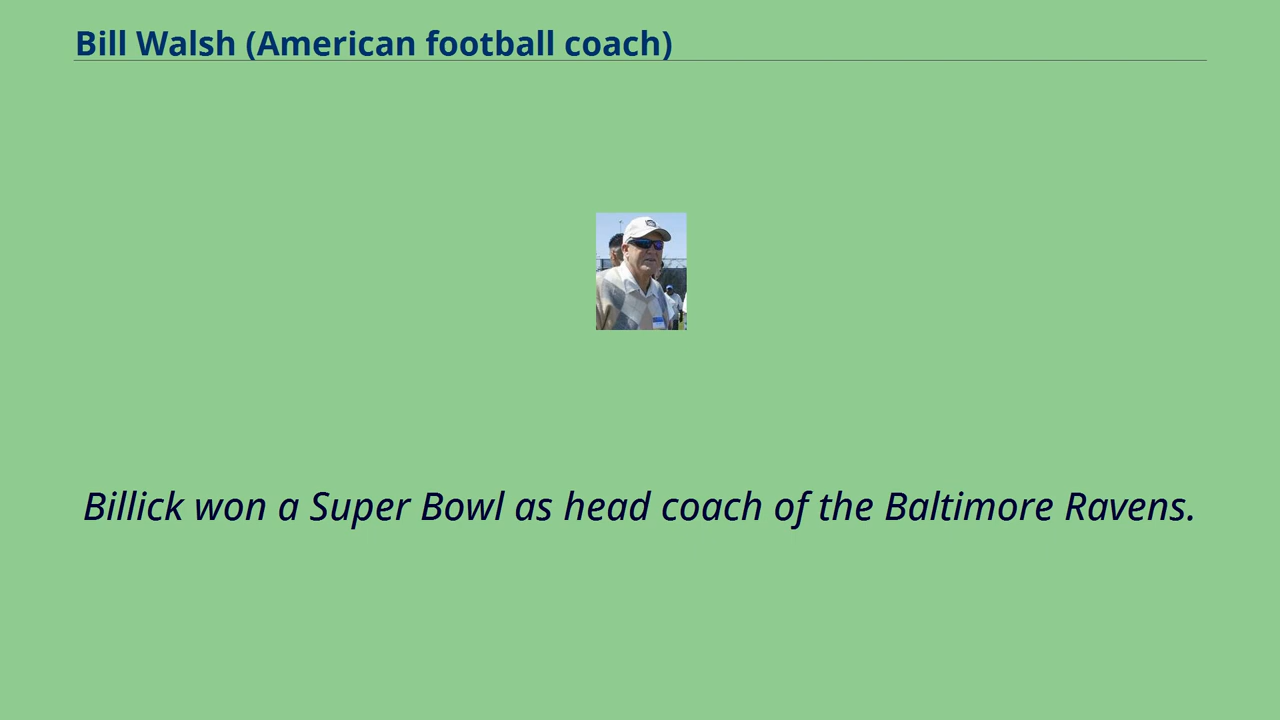 Bill Walsh (American football coach)
Billick won a Super Bowl as head coach of the Baltimore Ravens.